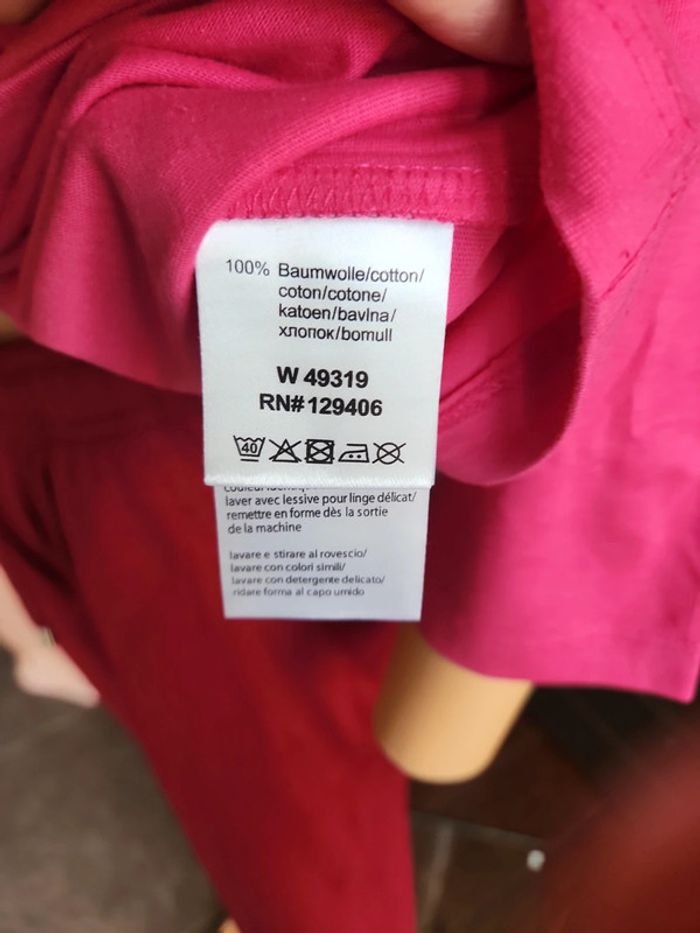 100% Baumwolle/cotton/
coton/cotone/
katoen/bavlna/
хлопок/bomull
W 49319
RN# 129406
40
laver avec lessive pour linge délicat/
remettre en forme dès la sortie
de la machine
lavare e stirare al rovescio/
lavare con colori simili/
lavare con detergente delicato/
ridare forma al capo umido